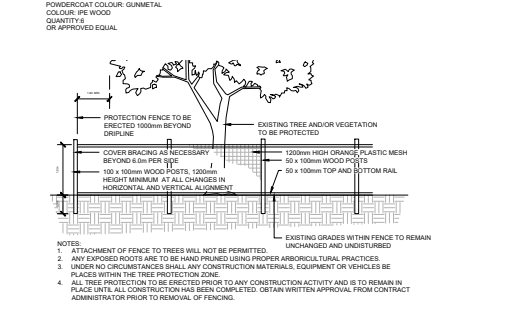 POWDERCOAT COLOUR: GUNMETAL
COLOUR: IPE WOOD
QUANTITY:6
OR APPROVED EQUAL
PROTECTION FENCE TO BE
ERECTED 1000mm BEYOND
DRIPLINE
EXISTING TREE AND/OR VEGETATION
TO BE PROTECTED
COVER BRACING AS NECESSARY
BEYOND 6.0m PER SIDE
1200mm HIGH ORANGE PLASTIC MESH
50 x 100mm WOOD POSTS
100 x 100mm WOOD POSTS, 1200mm
HEIGHT MINIMUM AT ALL CHANGES IN
HORIZONTAL AND VERTICAL ALIGNMENT
50 x 100mm TOP AND BOTTOM RAIL
EXISTING GRADES WITHIN FENCE TO REMAIN
UNCHANGED AND UNDISTURBED
NOTES:
1. ATTACHMENT OF FENCE TO TREES WILL NOT BE PERMITTED.
2. ANY EXPOSED ROOTS ARE TO BE HAND PRUNED USING PROPER ARBORICULTURAL PRACTICES.
3. UNDER NO CIRCUMSTANCES SHALL ANY CONSTRUCTION MATERIALS, EQUIPMENT OR VEHICLES BE
PLACES WITHIN THE TREE PROTECTION ZONE.
4. ALL TREE PROTECTION TO BE ERECTED PRIOR TO ANY CONSTRUCTION ACTIVITY AND IS TO REMAIN IN
PLACE UNTIL ALL CONSTRUCTION HAS BEEN COMPLETED. OBTAIN WRITTEN APPROVAL FROM CONTRACT
ADMINISTRATOR PRIOR TO REMOVAL OF FENCING.